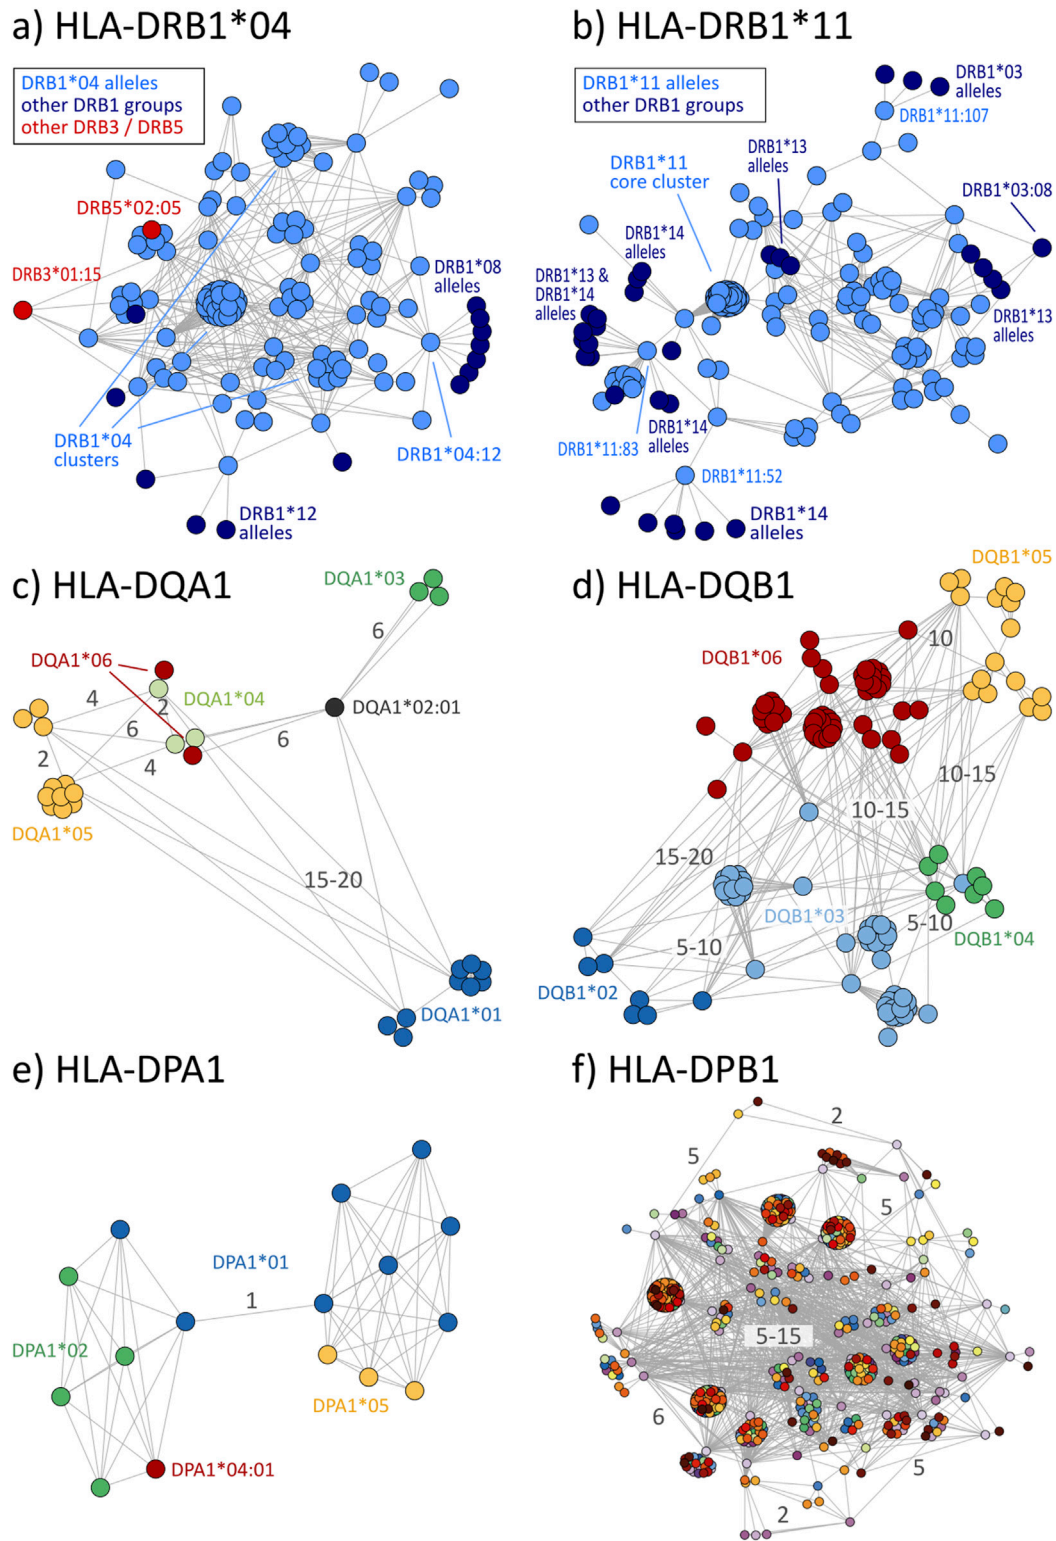 a) HLA-DRB1*04
DRB1*04 alleles
other DRB1 groups
other DRB3 / DRB5
DRB5*02:05
DRB3*01:15
DRB1*08
alleles
DRB1*04
clusters
DRB1*04:12
DRB1*12
alleles
b) HLA-DRB1*11
DRB1*11 alleles
other DRB1 groups
DRB1*03
alleles
DRB1*11:107
DRB1*13
alleles
DRB1*11
core cluster
DRB1*03:08
DRB1*14
alleles
DRB1*13 &
DRB1*14
alleles
DRB1*13
alleles
DRB1*14
alleles
DRB1*11:83
DRB1*11:52
DRB1*14
alleles
c) HLA-DQA1
DQA1*03
6
DQA1*06
4
2
DQA1*04
DQA1*02:01
6
6
2
4
DQA1*05
15-20
DQA1*01
d) HLA-DQB1
DQB1*05
10
DQB1*06
10-15
10-15
15-20
DQB1*03
5-10
5-10
DQB1*04
DQB1*02
e) HLA-DPA1
DPA1*01
1
DPA1*02
DPA1*05
DPA1*04:01
f) HLA-DPB1
2
5
5
5-15
6
5
2